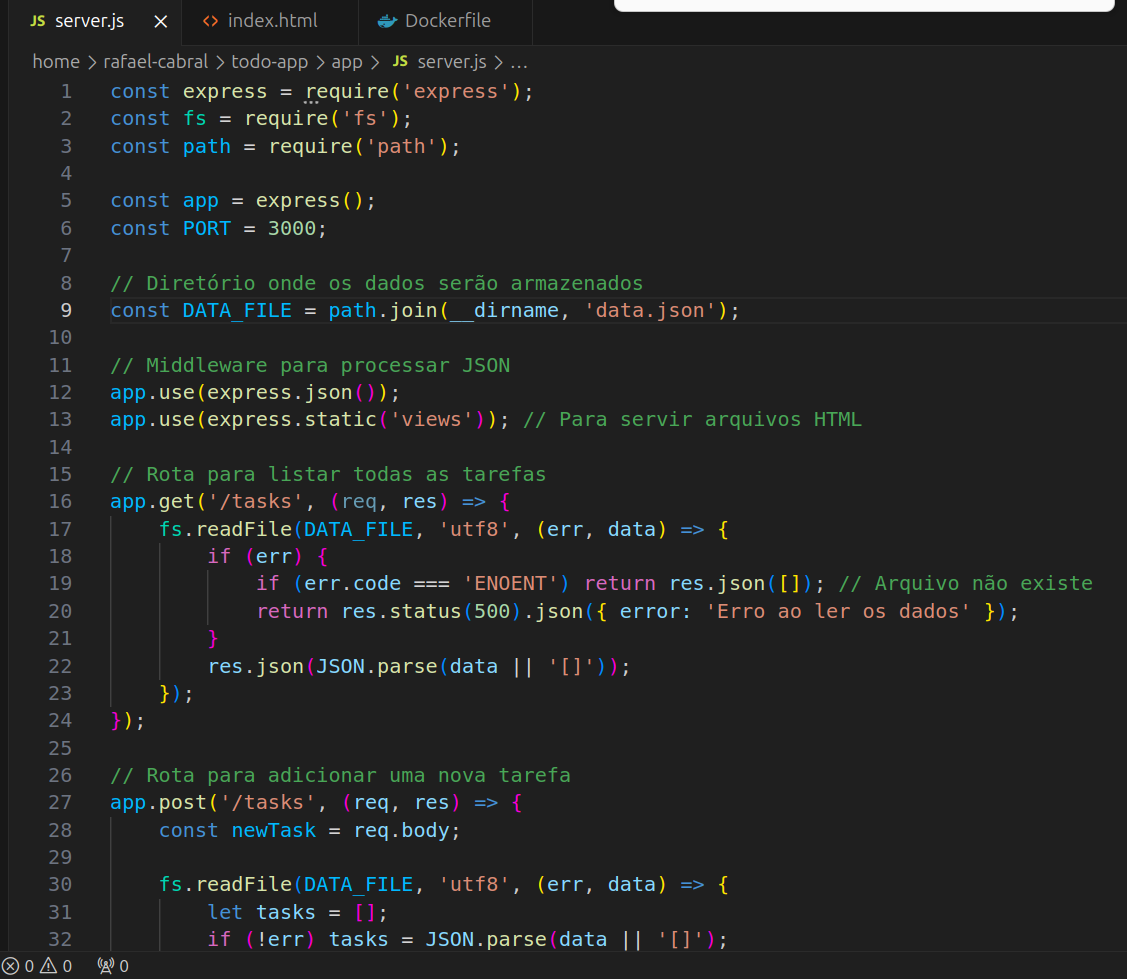 JS server.js × <> index.html Dockerfile
home > rafael-cabral > todo-app > app > JS server.js > ...
1 const express = require('express');
2 const fs = require('fs');
3 const path = require('path');
4
5 const app = express();
6 const PORT = 3000;
7
8 // Diretório onde os dados serão armazenados
9 const DATA_FILE = path.join(__dirname, 'data.json');
10
11 // Middleware para processar JSON
12 app.use(express.json());
13 app.use(express.static('views')); // Para servir arquivos HTML
14
15 // Rota para listar todas as tarefas
16 app.get('/tasks', (req, res) => {
17     fs.readFile(DATA_FILE, 'utf8', (err, data) => {
18         if (err) {
19             if (err.code === 'ENOENT') return res.json([]); // Arquivo não existe
20             return res.status(500).json({ error: 'Erro ao ler os dados' });
21         }
22         res.json(JSON.parse(data || '[]'));
23     });
24 });
25
26 // Rota para adicionar uma nova tarefa
27 app.post('/tasks', (req, res) => {
28     const newTask = req.body;
29
30     fs.readFile(DATA_FILE, 'utf8', (err, data) => {
31         let tasks = [];
32         if (!err) tasks = JSON.parse(data || '[]');
0 0 0